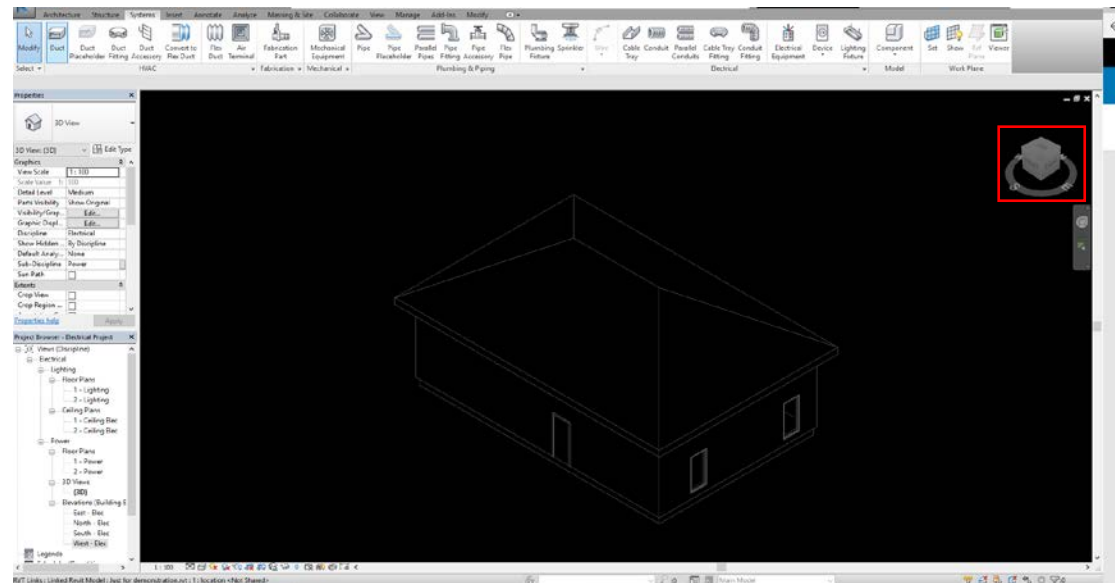 Architecture Structure Systems Insert Annotate Analyze Massing & Site Collaborate View Manage Add-Ins Modify
Modify Duct Duct Placeholder Duct Fitting Duct Accessory Convert to Flex Duct Flex Duct Air Terminal Fabrication Part Mechanical Equipment Pipe Pipe Placeholder Parallel Pipes Pipe Fitting Pipe Accessory Flex Pipe Plumbing Fixture Sprinkler Wire Cable Tray Conduit Parallel Conduits Cable Tray Fitting Conduit Fitting Electrical Equipment Device Lighting Fixture Component Set Show Ref Plane Viewer
Select HVAC Fabrication Mechanical Plumbing & Piping Electrical Model Work Plane
Properties
3D View
3D View: {3D} Edit Type
Graphics
View Scale 1 : 100
Scale Value 1: 100
Detail Level Medium
Parts Visibility Show Original
Visibility/Grap... Edit...
Graphic Displ... Edit...
Discipline Electrical
Show Hidden ... By Discipline
Default Analy... None
Sub-Discipline Power
Sun Path
Extents
Crop View
Crop Region ...
Properties help Apply
Project Browser - Electrical Project
Views (Discipline)
Electrical
Lighting
Floor Plans
1 - Lighting
2 - Lighting
Ceiling Plans
1 - Ceiling Elec
2 - Ceiling Elec
Power
Floor Plans
1 - Power
2 - Power
3D Views
{3D}
Elevations (Building E
East - Elec
North - Elec
South - Elec
West - Elec
Legends
1 : 100
RVT Links : Linked Revit Model : Just for demonstration.rvt : 1 : location <Not Shared>
Main Model